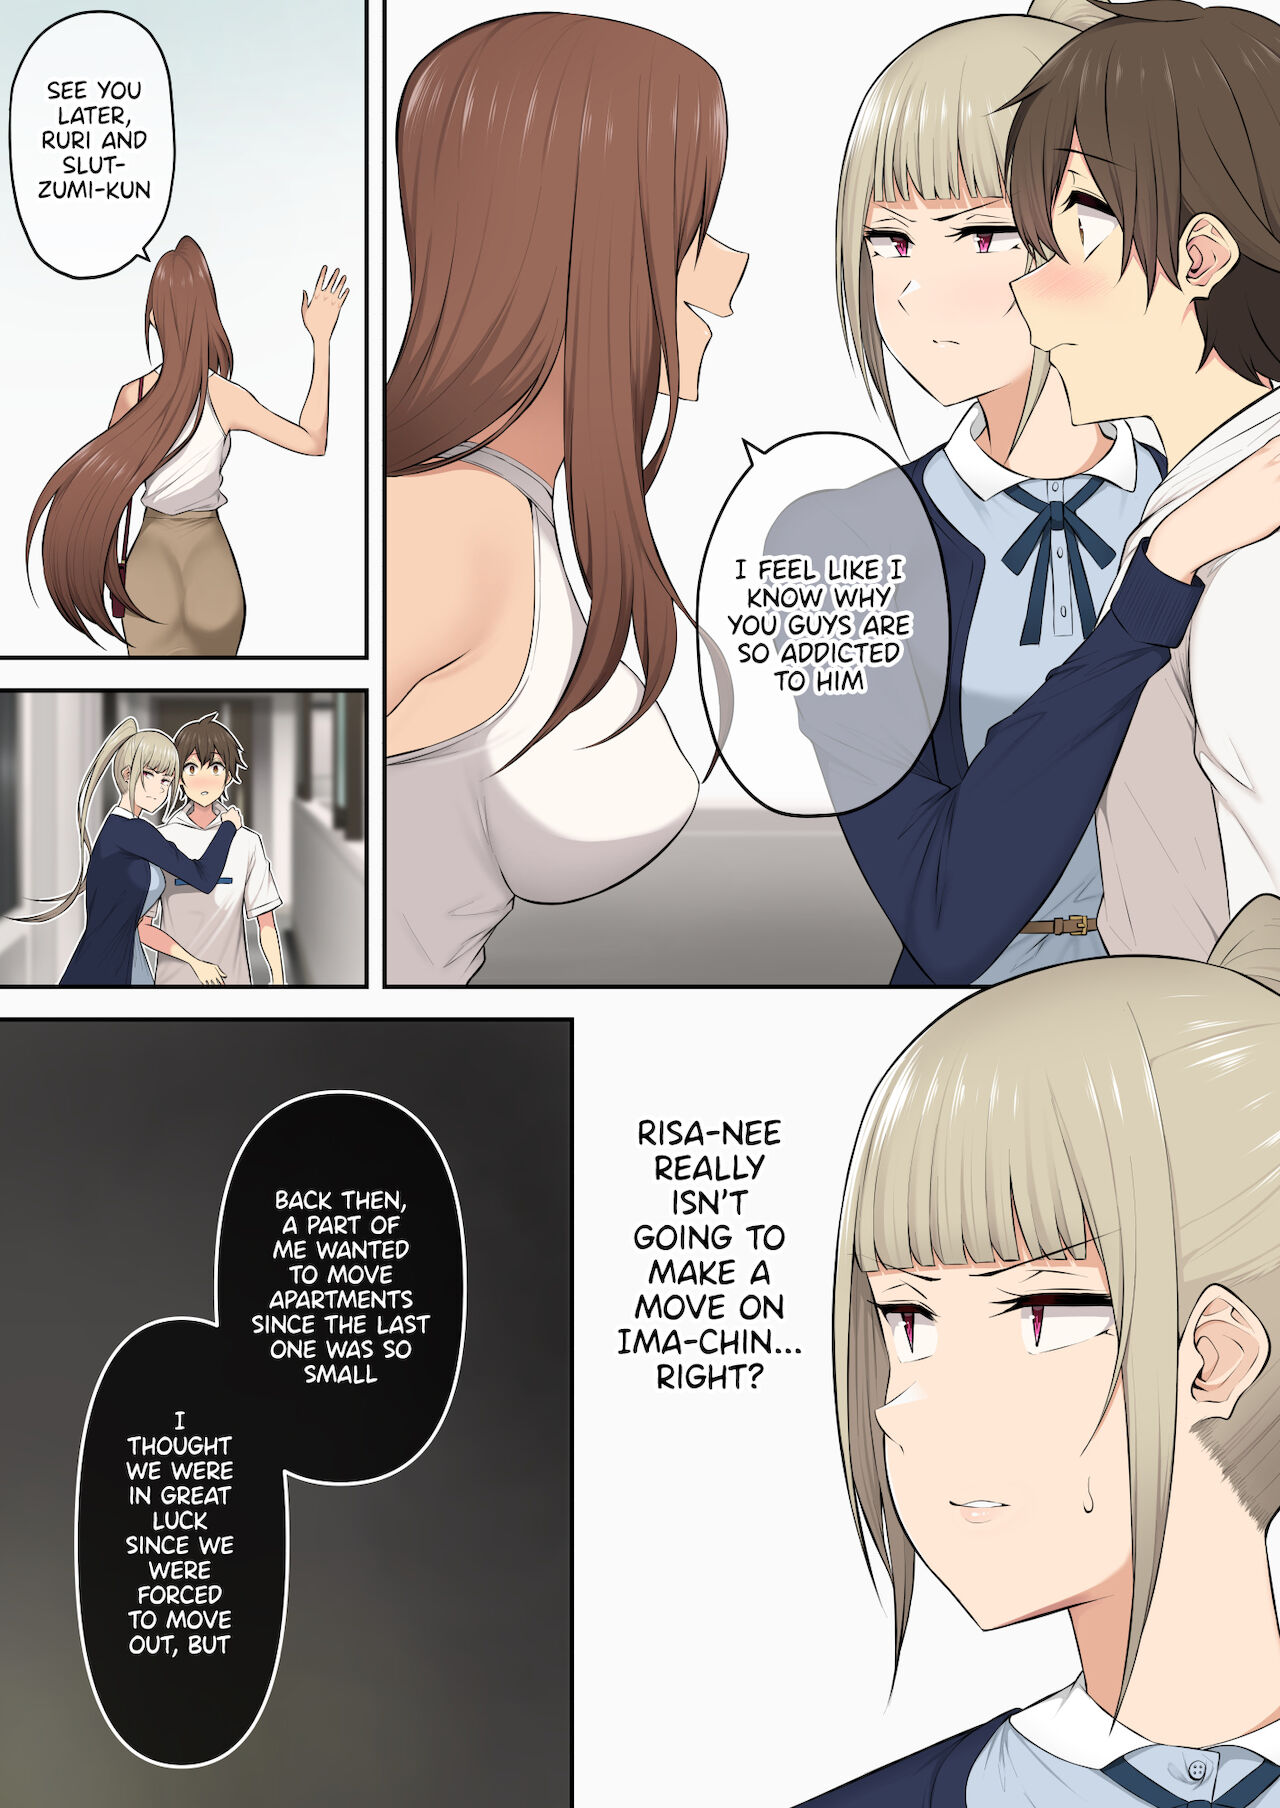 I FEEL LIKE I
KNOW WHY
YOU GUYS ARE
SO ADDICTED
TO HIM
SEE YOU
LATER,
RURI AND
SLUT-
ZUMI-KUN
RISA-NEE
REALLY
ISN'T
GOING TO
MAKE A
MOVE ON
IMA-CHIN...
RIGHT?
BACK THEN,
A PART OF
ME WANTED
TO MOVE
APARTMENTS
SINCE THE LAST
ONE WAS SO
SMALL
I
THOUGHT
WE WERE
IN GREAT
LUCK
SINCE WE
WERE
FORCED
TO MOVE
OUT, BUT